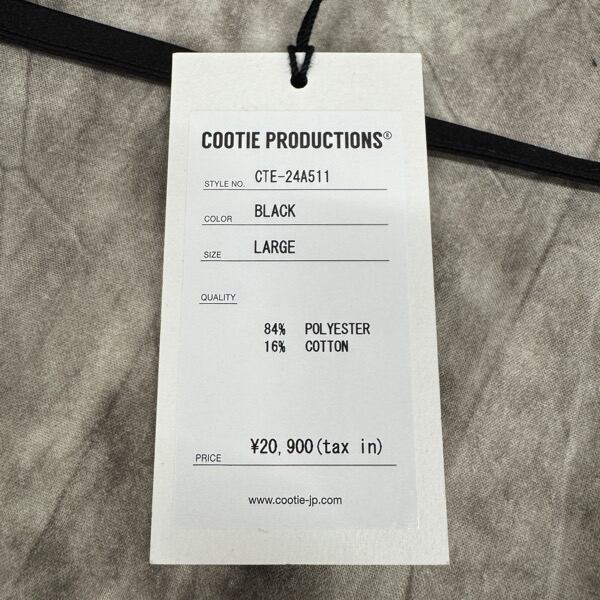 COOTIE PRODUCTIONS®
STYLE NO. CTE-24A511
COLOR BLACK
SIZE LARGE
QUALITY
84% POLYESTER
16% COTTON
PRICE ¥20,900(tax in)
www.cootie-jp.com